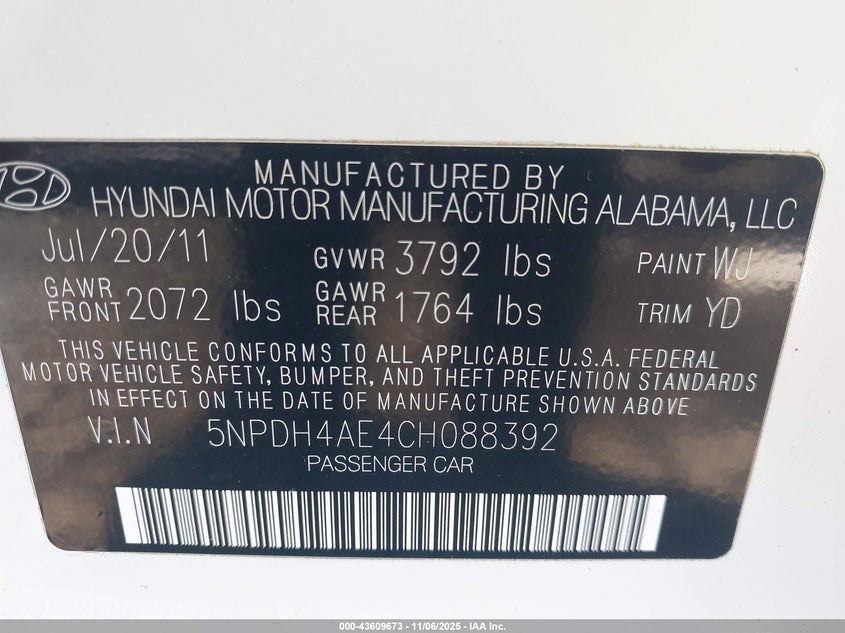 MANUFACTURED BY
HYUNDAI MOTOR MANUFACTURING ALABAMA, LLC
Jul/20/11 GVWR 3792 lbs PAINT WJ
GAWR FRONT 2072 lbs GAWR REAR 1764 lbs TRIM YD
THIS VEHICLE CONFORMS TO ALL APPLICABLE U.S.A. FEDERAL
MOTOR VEHICLE SAFETY, BUMPER, AND THEFT PREVENTION STANDARDS
IN EFFECT ON THE DATE OF MANUFACTURE SHOWN ABOVE.
V.I.N 5NPDH4AE4CH088392
PASSENGER CAR
000-43609673 - 11/06/2025 - IAA Inc.